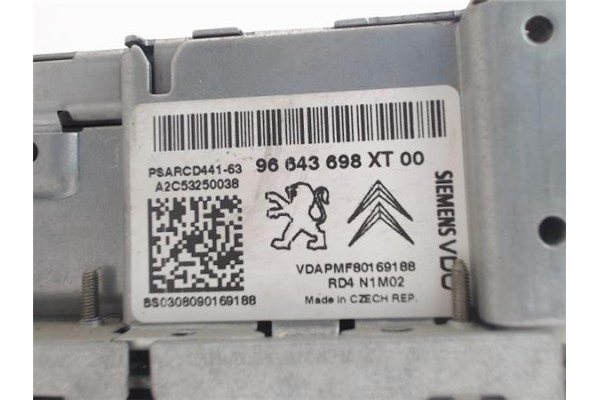 PSARCD441-63 96 643 698 XT 00
A2C53250038
SIEMENS VDO
VDAPMF80169188
RD4 N1M02
BS0308090169188
Made in CZECH REP.